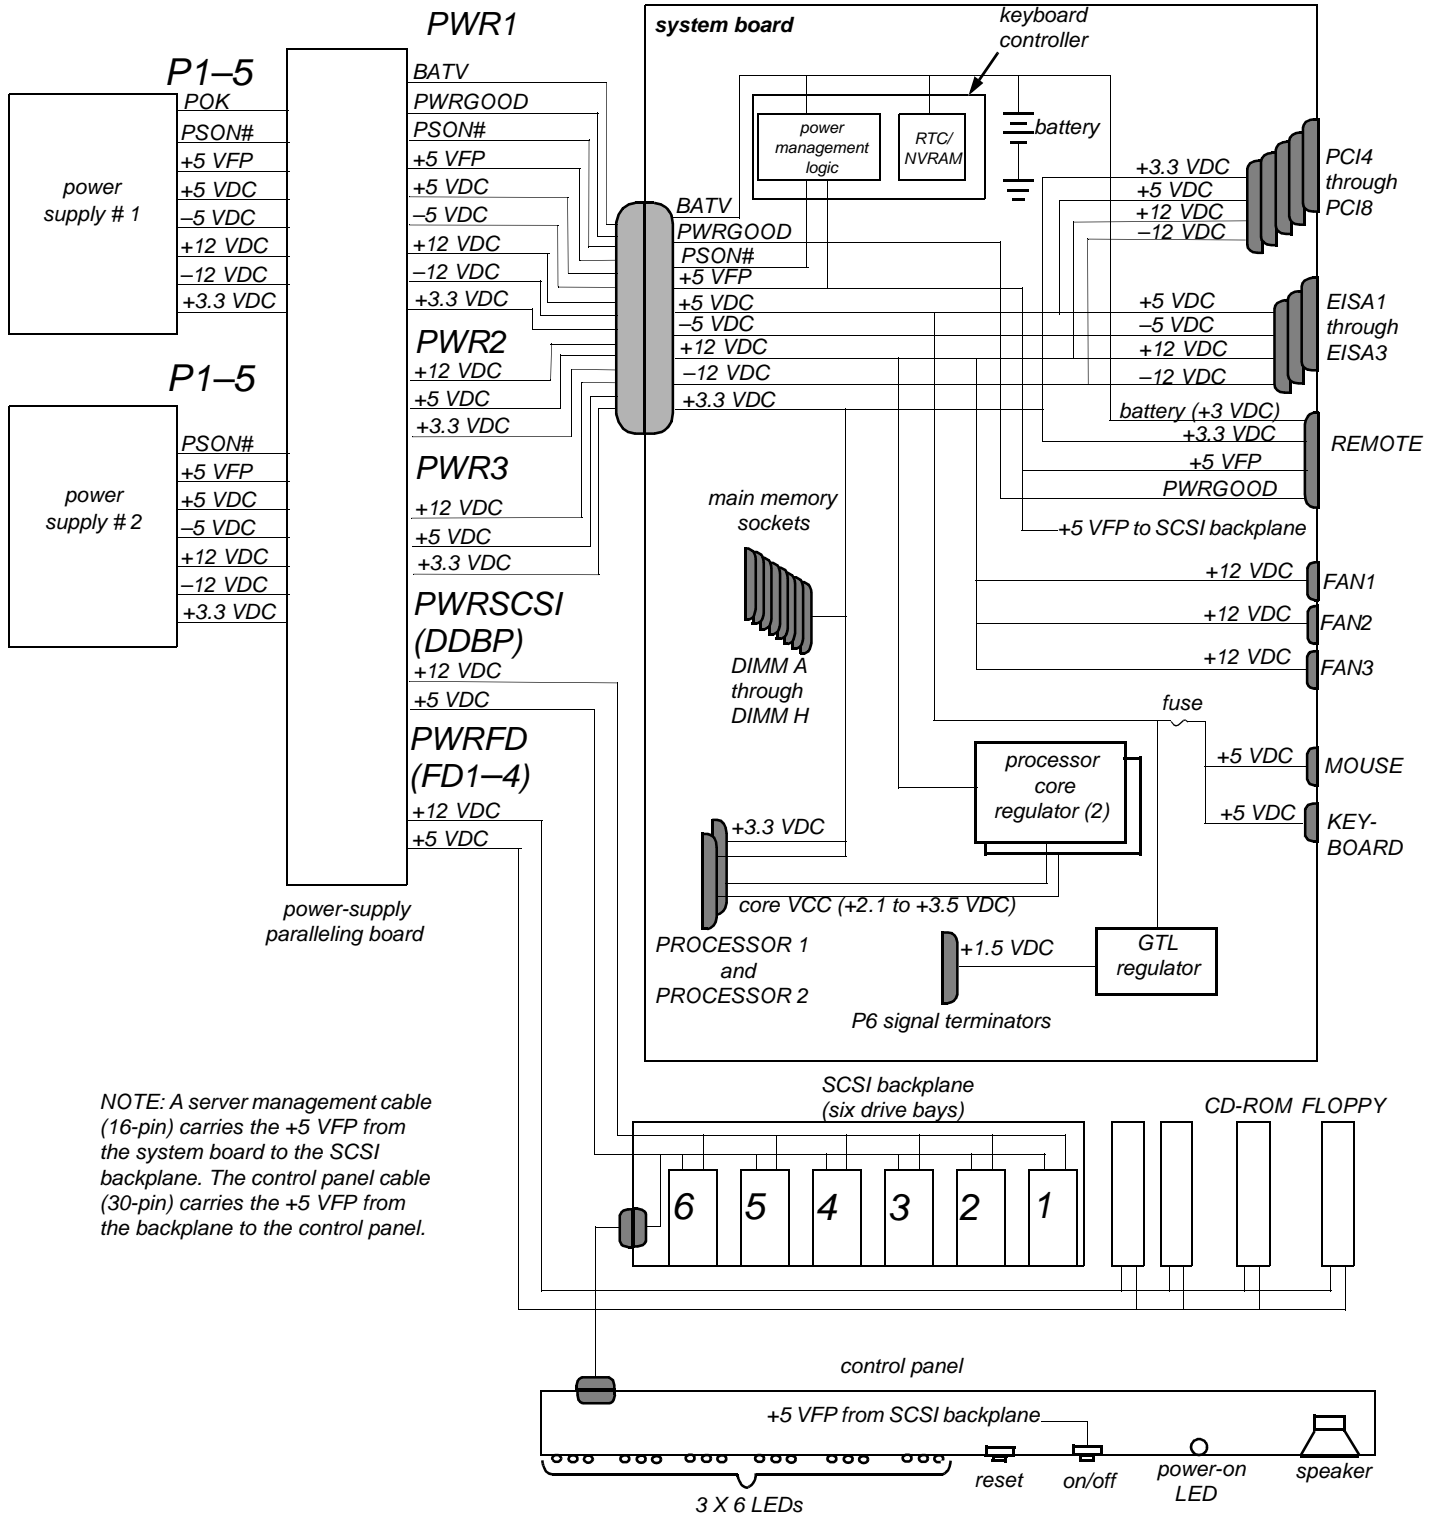 PWR1
system board
keyboard
controller
P1–5
POK
PSON#
+5 VFP
+5 VDC
–5 VDC
+12 VDC
–12 VDC
+3.3 VDC
power
supply # 1
P1–5
PSON#
+5 VFP
+5 VDC
–5 VDC
+12 VDC
–12 VDC
+3.3 VDC
power
supply # 2
BATV
PWRGOOD
PSON#
+5 VFP
+5 VDC
–5 VDC
+12 VDC
–12 VDC
+3.3 VDC
PWR2
+12 VDC
+5 VDC
+3.3 VDC
PWR3
+12 VDC
+5 VDC
+3.3 VDC
PWRSCSI
(DDBP)
+12 VDC
+5 VDC
PWRFD
(FD1–4)
+12 VDC
+5 VDC
power-supply
paralleling board
power
management
logic
RTC/
NVRAM
battery
BATV
PWRGOOD
PSON#
+5 VFP
+5 VDC
–5 VDC
+12 VDC
–12 VDC
+3.3 VDC
+3.3 VDC
+5 VDC
+12 VDC
–12 VDC
PCI4
through
PCI8
+5 VDC
–5 VDC
+12 VDC
–12 VDC
EISA1
through
EISA3
battery (+3 VDC)
+3.3 VDC
+5 VFP
PWRGOOD
REMOTE
+5 VFP to SCSI backplane
main memory
sockets
DIMM A
through
DIMM H
+12 VDC
FAN1
+12 VDC
FAN2
+12 VDC
FAN3
fuse
+5 VDC
MOUSE
+5 VDC
KEY-
BOARD
processor
core
regulator (2)
+3.3 VDC
core VCC (+2.1 to +3.5 VDC)
PROCESSOR 1
and
PROCESSOR 2
+1.5 VDC
GTL
regulator
P6 signal terminators
NOTE: A server management cable
(16-pin) carries the +5 VFP from
the system board to the SCSI
backplane. The control panel cable
(30-pin) carries the +5 VFP from
the backplane to the control panel.
SCSI backplane
(six drive bays)
CD-ROM FLOPPY
6 5 4 3 2 1
control panel
+5 VFP from SCSI backplane
3 X 6 LEDs
reset
on/off
power-on
LED
speaker